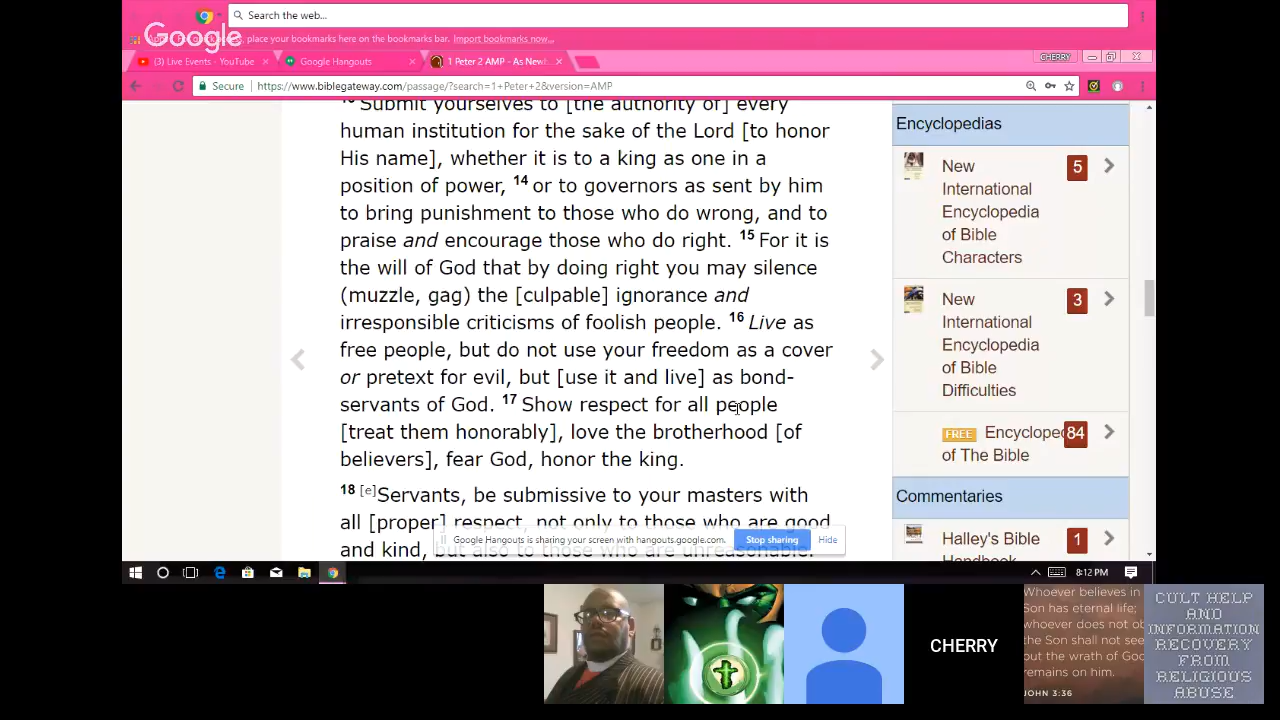 Search the web...
Google
place your bookmarks here on the bookmarks bar. Import bookmarks now...
(3) Live Events - YouTube
Google Hangouts
1 Peter 2 AMP - As Newb
CHERRY
Secure
https://www.biblegateway.com/passage/?search=1+Peter+2&version=AMP
Submit yourselves to [the authority of] every
human institution for the sake of the Lord [to honor
His name], whether it is to a king as one in a
position of power, 14 or to governors as sent by him
to bring punishment to those who do wrong, and to
praise and encourage those who do right. 15 For it is
the will of God that by doing right you may silence
(muzzle, gag) the [culpable] ignorance and
irresponsible criticisms of foolish people. 16 Live as
free people, but do not use your freedom as a cover
or pretext for evil, but [use it and live] as bond-
servants of God. 17 Show respect for all people
[treat them honorably], love the brotherhood [of
believers], fear God, honor the king.
18 [e]Servants, be submissive to your masters with
all [proper] respect, not only to those who are good
and kind, but also to those who are unreasonable.
Encyclopedias
New
International
Encyclopedia
of Bible
Characters
5
New
International
Encyclopedia
of Bible
Difficulties
3
FREE Encycloped
of The Bible
84
Commentaries
Halley's Bible
Handbook
1
Google Hangouts is sharing your screen with hangouts.google.com.
Stop sharing
Hide
8:12 PM
CHERRY
Whoever believes in
Son has eternal life;
whoever does not ob
the Son shall not see
but the wrath of God
remains on him.
JOHN 3:36
CULT HELP
AND
INFORMATION
RECOVERY
FROM
RELIGIOUS
ABUSE